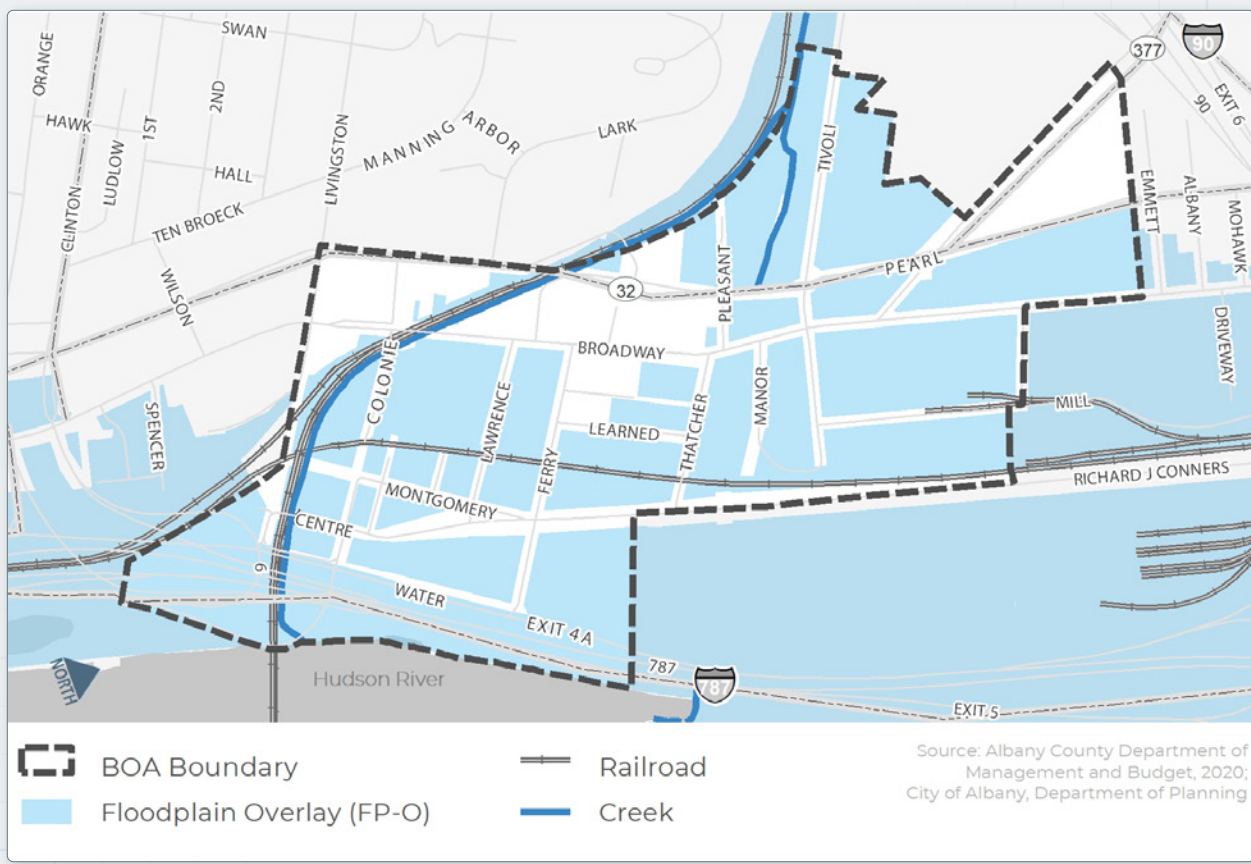 SWAN
ORANGE
377
90
HAWK
LUDLOW
1ST
2ND
LIVINGSTON
MANNING
ARBOR
LARK
EXIT 6
90
HALL
CLINTON
TEN BROECK
WILSON
TIVOLI
EMMETT
ALBANY
MOHAWK
PEARL
32
PLEASANT
DRIVEWAY
BROADWAY
COLONIE
SPENCER
LAWRENCE
FERRY
LEARNED
THATCHER
MANOR
MILL
RICHARD J CONNERS
MONTGOMERY
CENTRE
9
WATER
EXIT 4A
787
787
EXIT 5
NORTH
Hudson River
BOA Boundary
Floodplain Overlay (FP-O)
Railroad
Creek
Source: Albany County Department of
Management and Budget, 2020;
City of Albany, Department of Planning